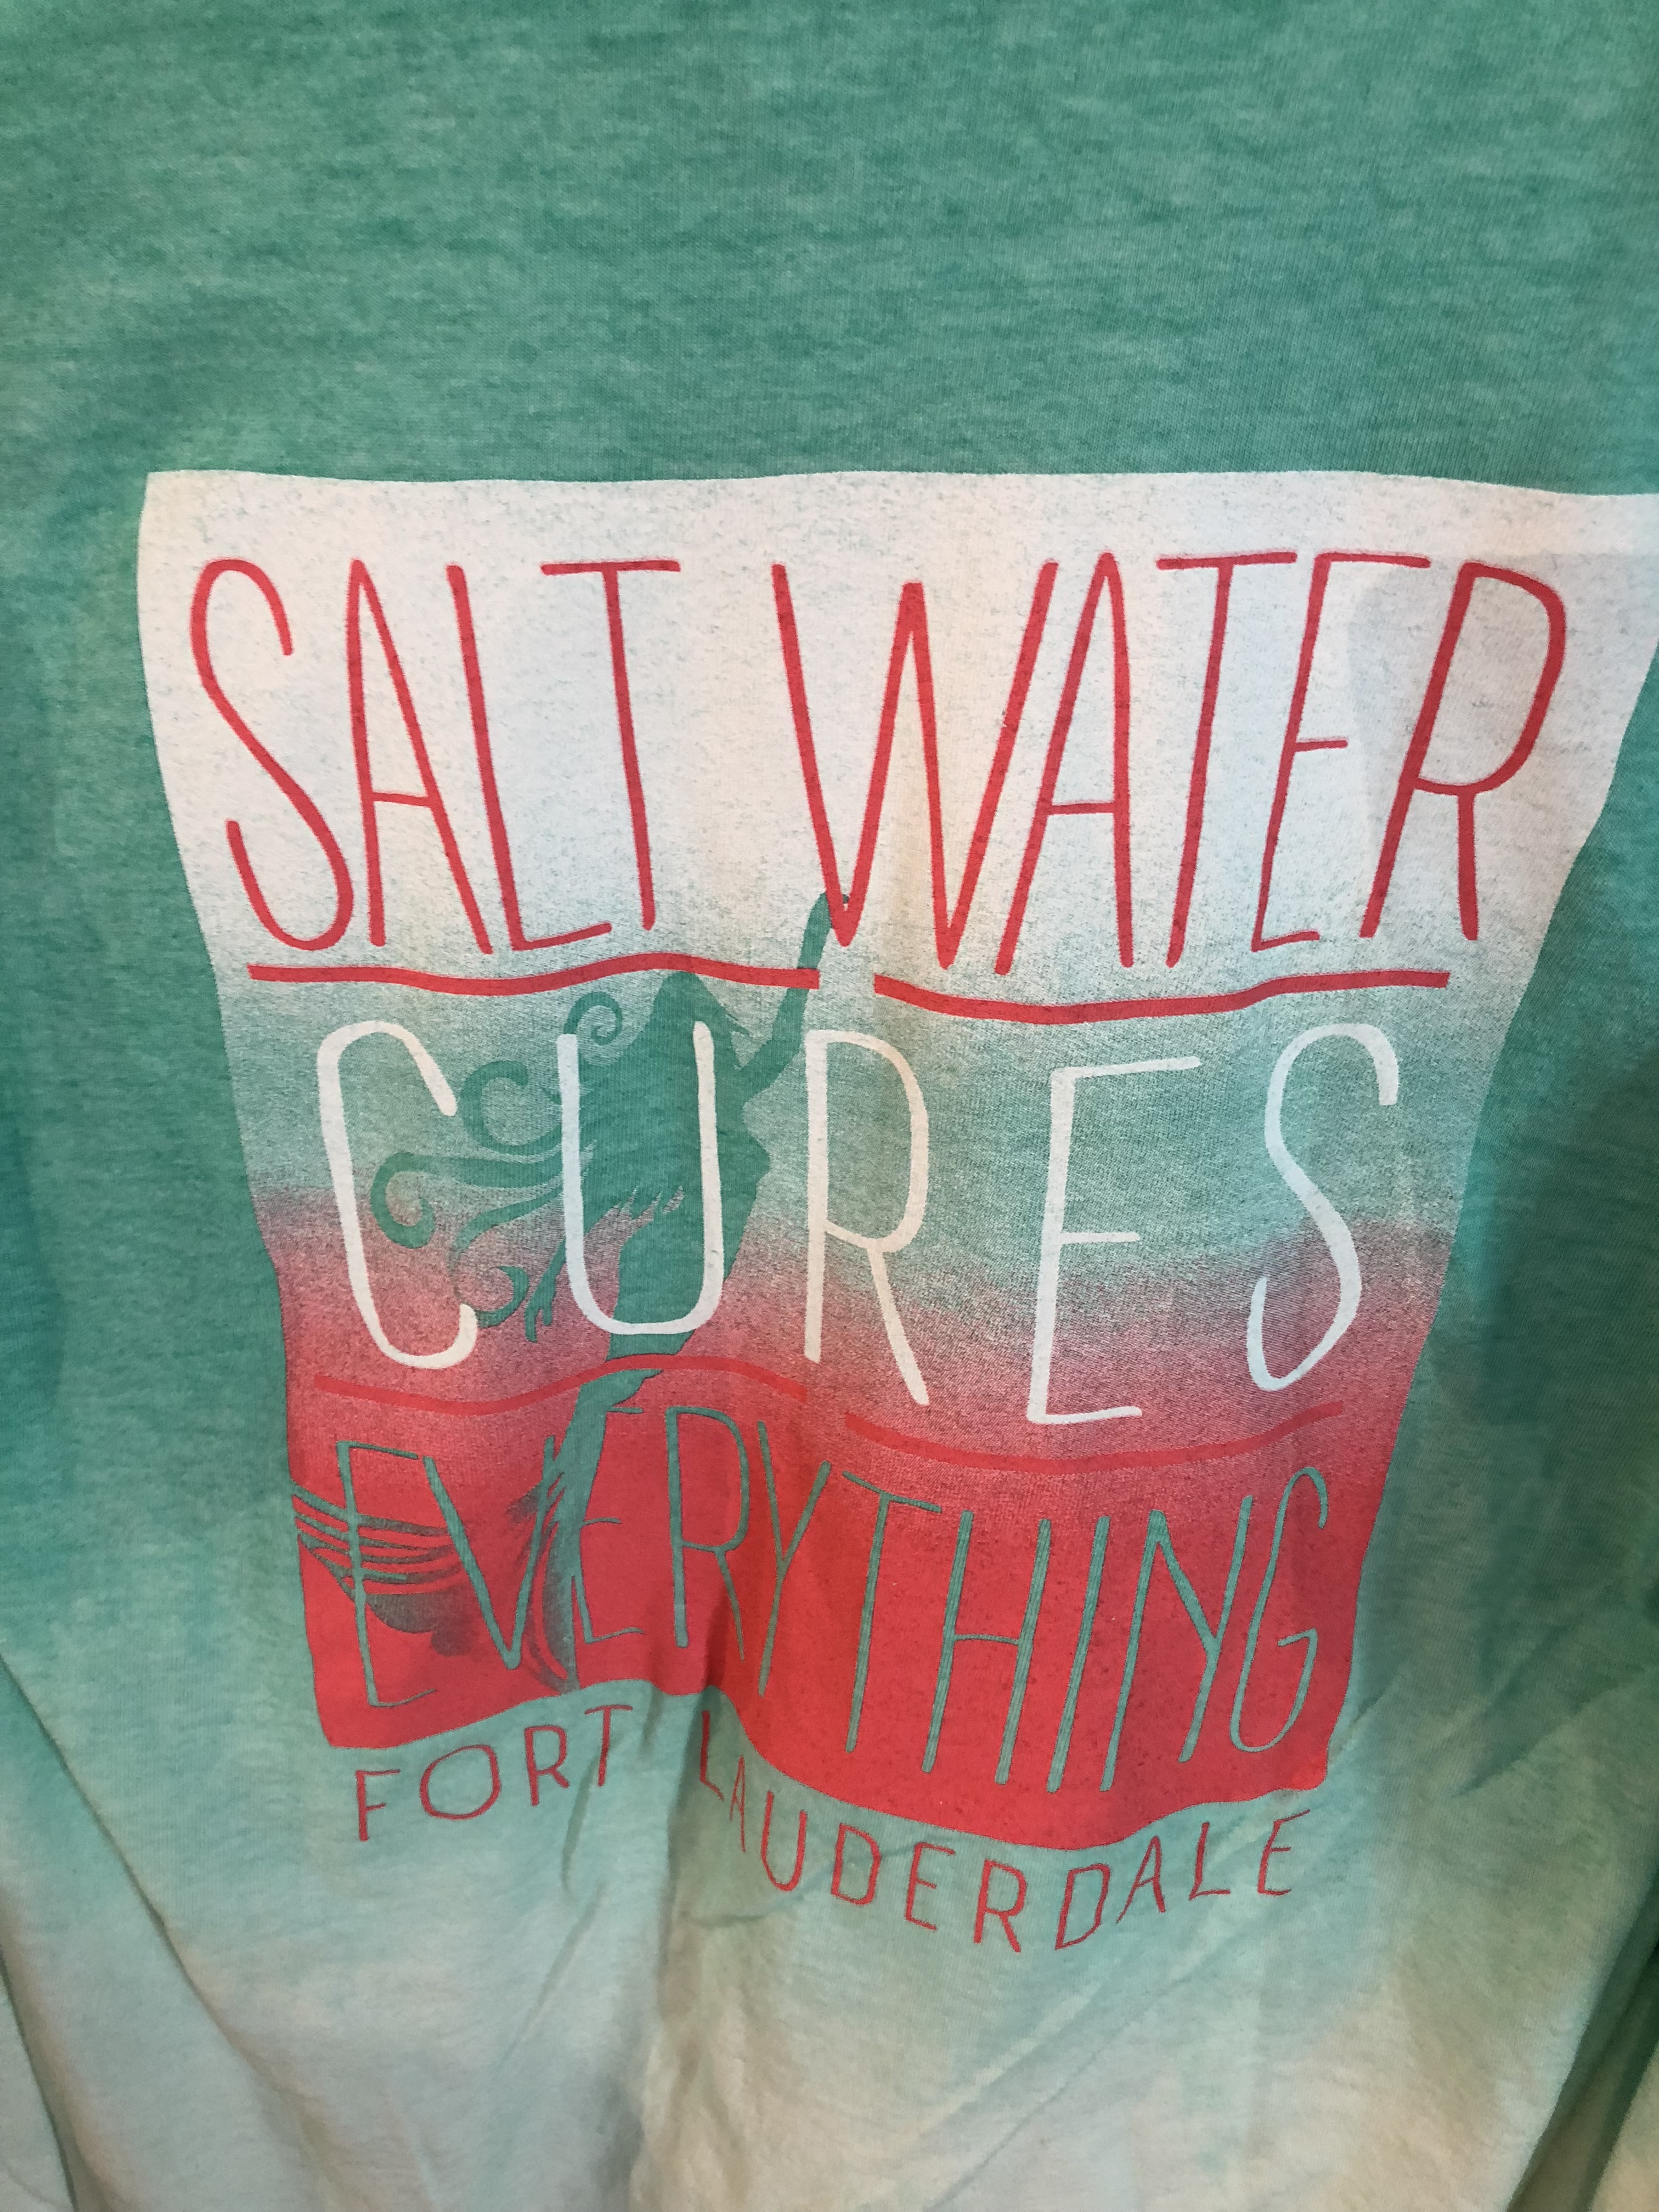 SALT WATER
CURES
EVERYTHING
FORT LAUDERDALE